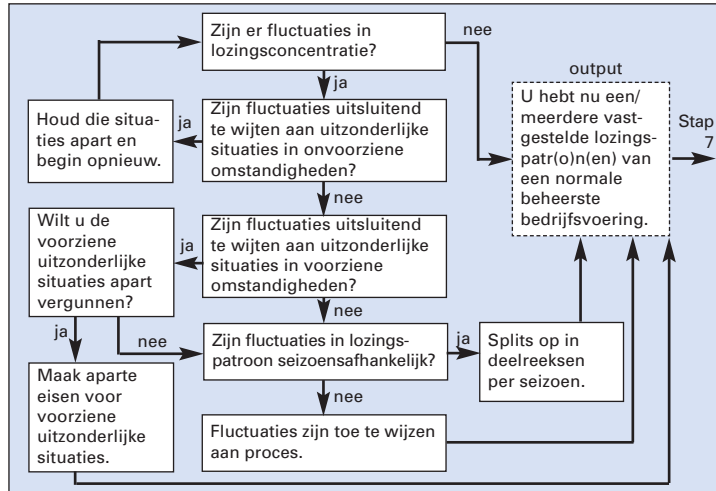 Zijn er fluctuaties in
lozingsconcentratie?
nee
ja
output
U hebt nu een/
meerdere vast-
gestelde lozings-
patr(o)n(en) van
een normale
beheerste
bedrijfsvoering.
Stap
7
Houd die situa-
ties apart en
begin opnieuw.
ja
Zijn fluctuaties uitsluitend
te wijten aan uitzonderlijke
situaties in onvoorziene
omstandigheden?
nee
Wilt u de
voorziene
uitzonderlijke
situaties apart
vergunnen?
ja
Zijn fluctuaties uitsluitend
te wijten aan uitzonderlijke
situaties in voorziene
omstandigheden?
nee
ja
nee
Zijn fluctuaties in lozings-
patroon seizoensafhankelijk?
ja
Splits op in
deelreeksen
per seizoen.
nee
Maak aparte
eisen voor
voorziene
uitzonderlijke
situaties.
Fluctuaties zijn toe te wijzen
aan proces.